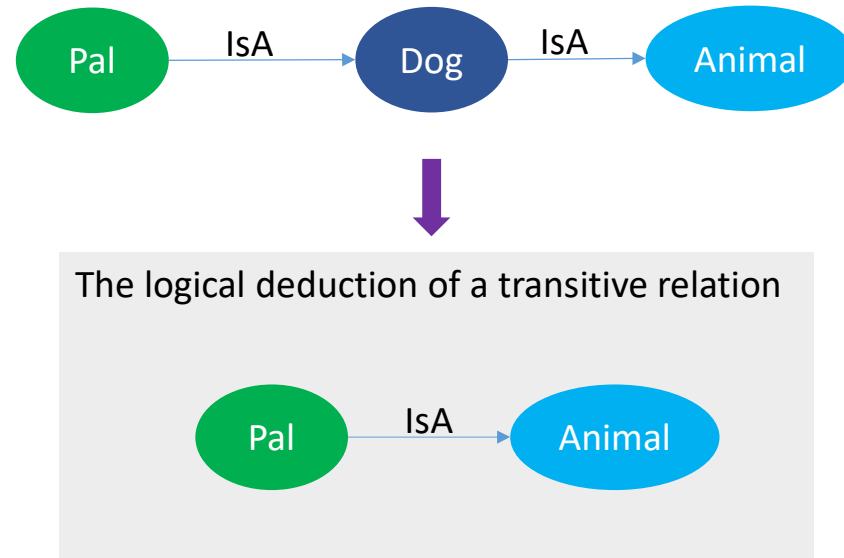 Pal IsA Dog IsA Animal
The logical deduction of a transitive relation
Pal IsA Animal